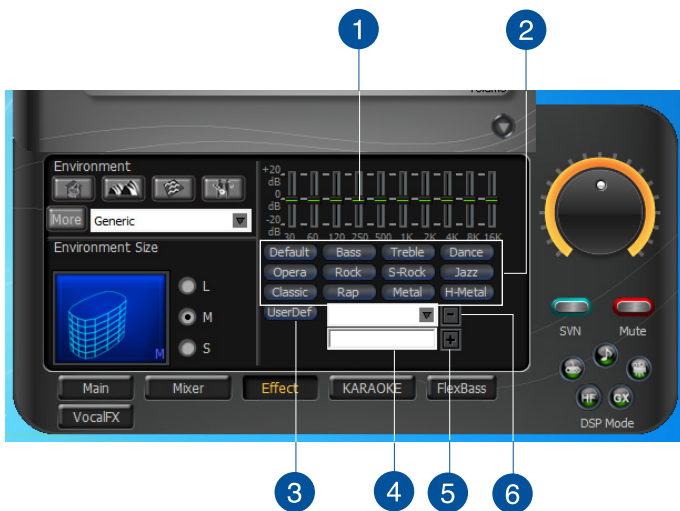 1
2
Volume
Environment
More
Generic
Environment Size
L
M
S
M
+20
dB
0
dB
-20
dB
30 60 120 250 500 1K 2K 4K 8K 16K
Default Bass Treble Dance
Opera Rock S-Rock Jazz
Classic Rap Metal H-Metal
UserDef
SVN Mute
HF GX
DSP Mode
Main Mixer Effect KARAOKE FlexBass
VocalFX
3 4 5 6